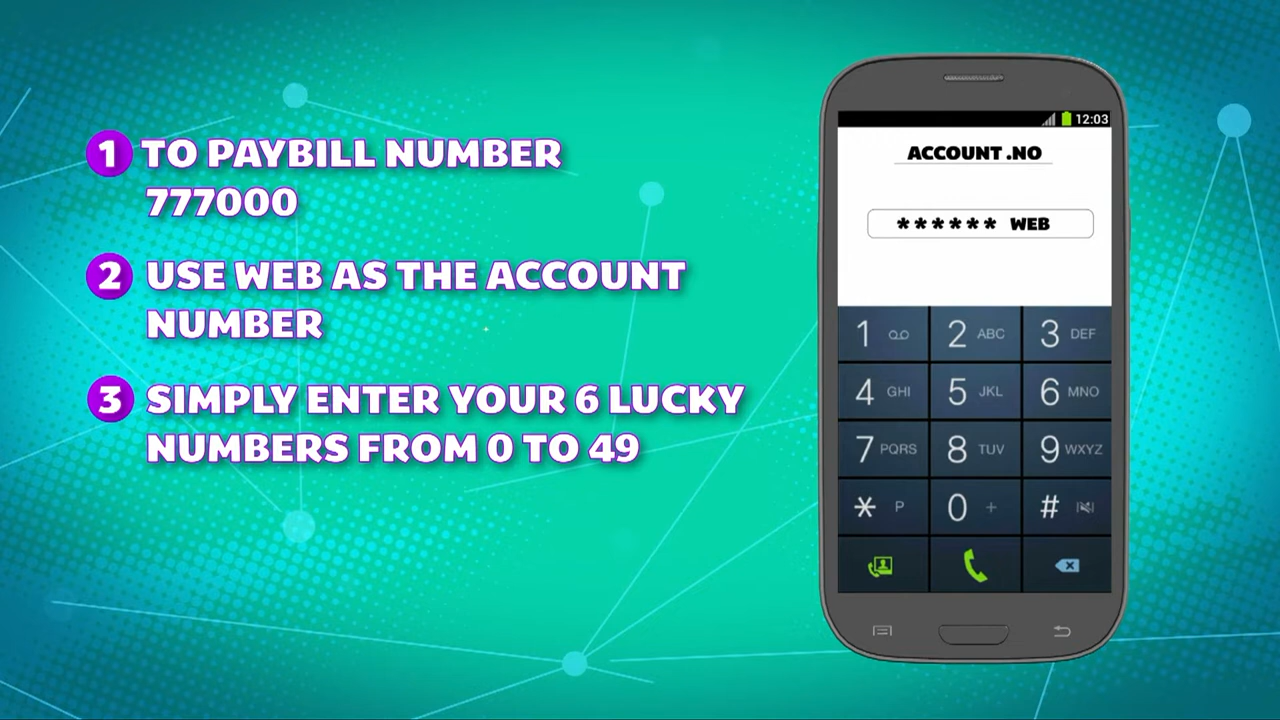 1 TO PAYBILL NUMBER
777000
2 USE WEB AS THE ACCOUNT
NUMBER
3 SIMPLY ENTER YOUR 6 LUCKY
NUMBERS FROM 0 TO 49
12:03
ACCOUNT .NO
****** WEB
1 2 ABC 3 DEF
4 GHI 5 JKL 6 MNO
7 PQRS 8 TUV 9 WXYZ
* P 0 + #